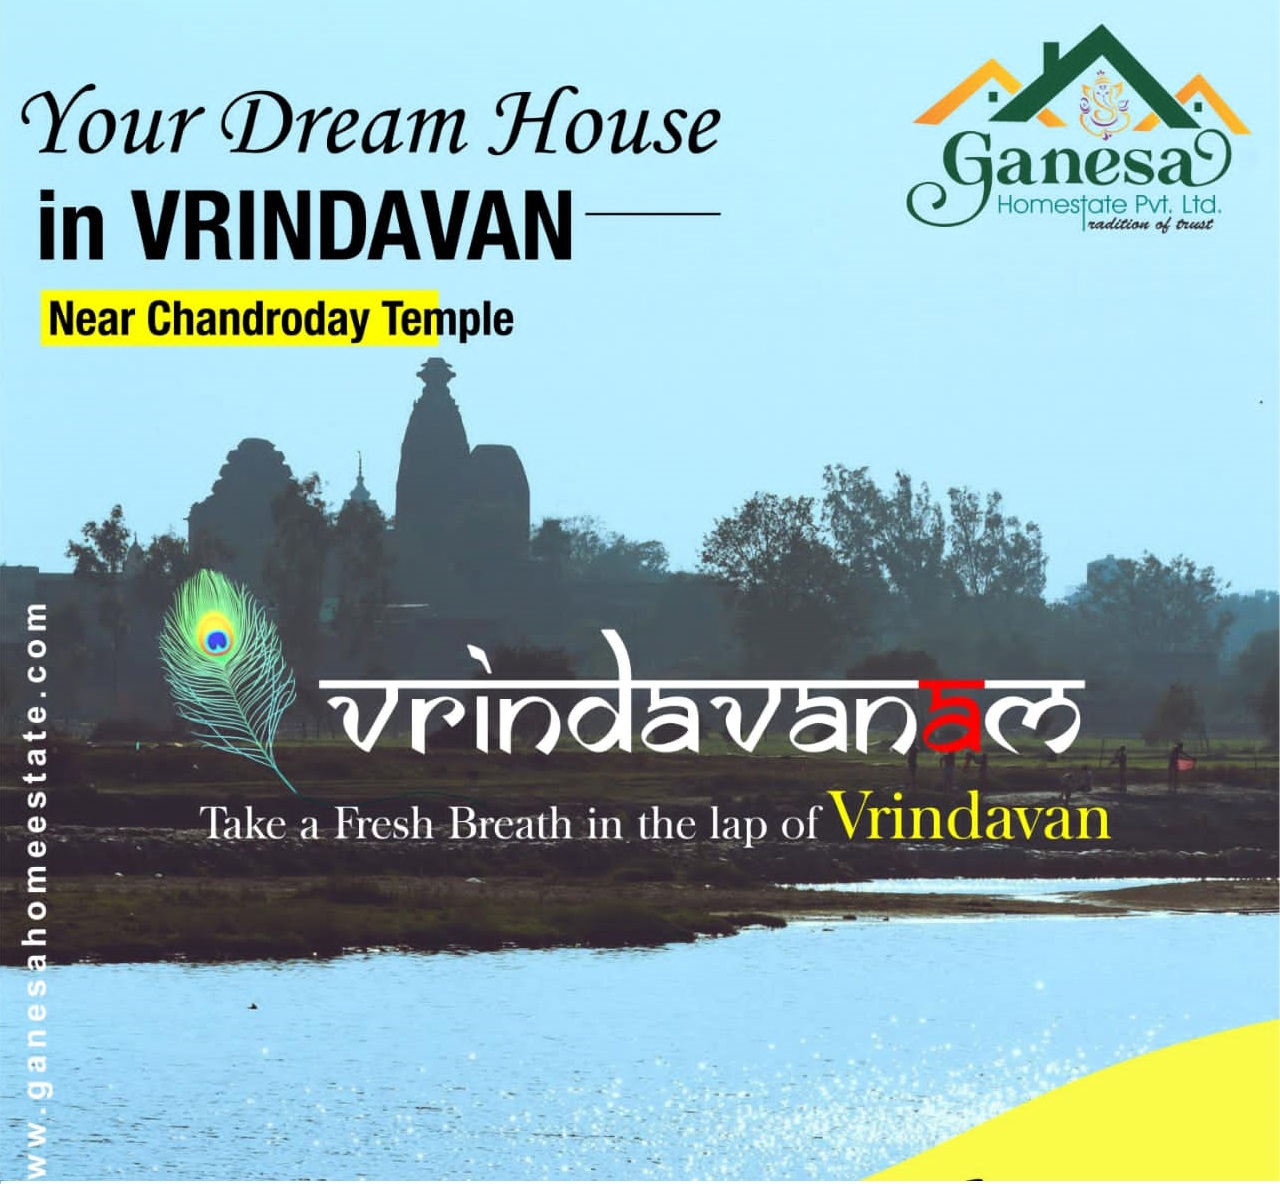 Your Dream House
in VRINDAVAN
Near Chandroday Temple
Ganesa
Homestate Pvt. Ltd.
Tradition of trust
vrindavanam
Take a Fresh Breath in the lap of Vrindavan
ww.ganesahomeestate.com